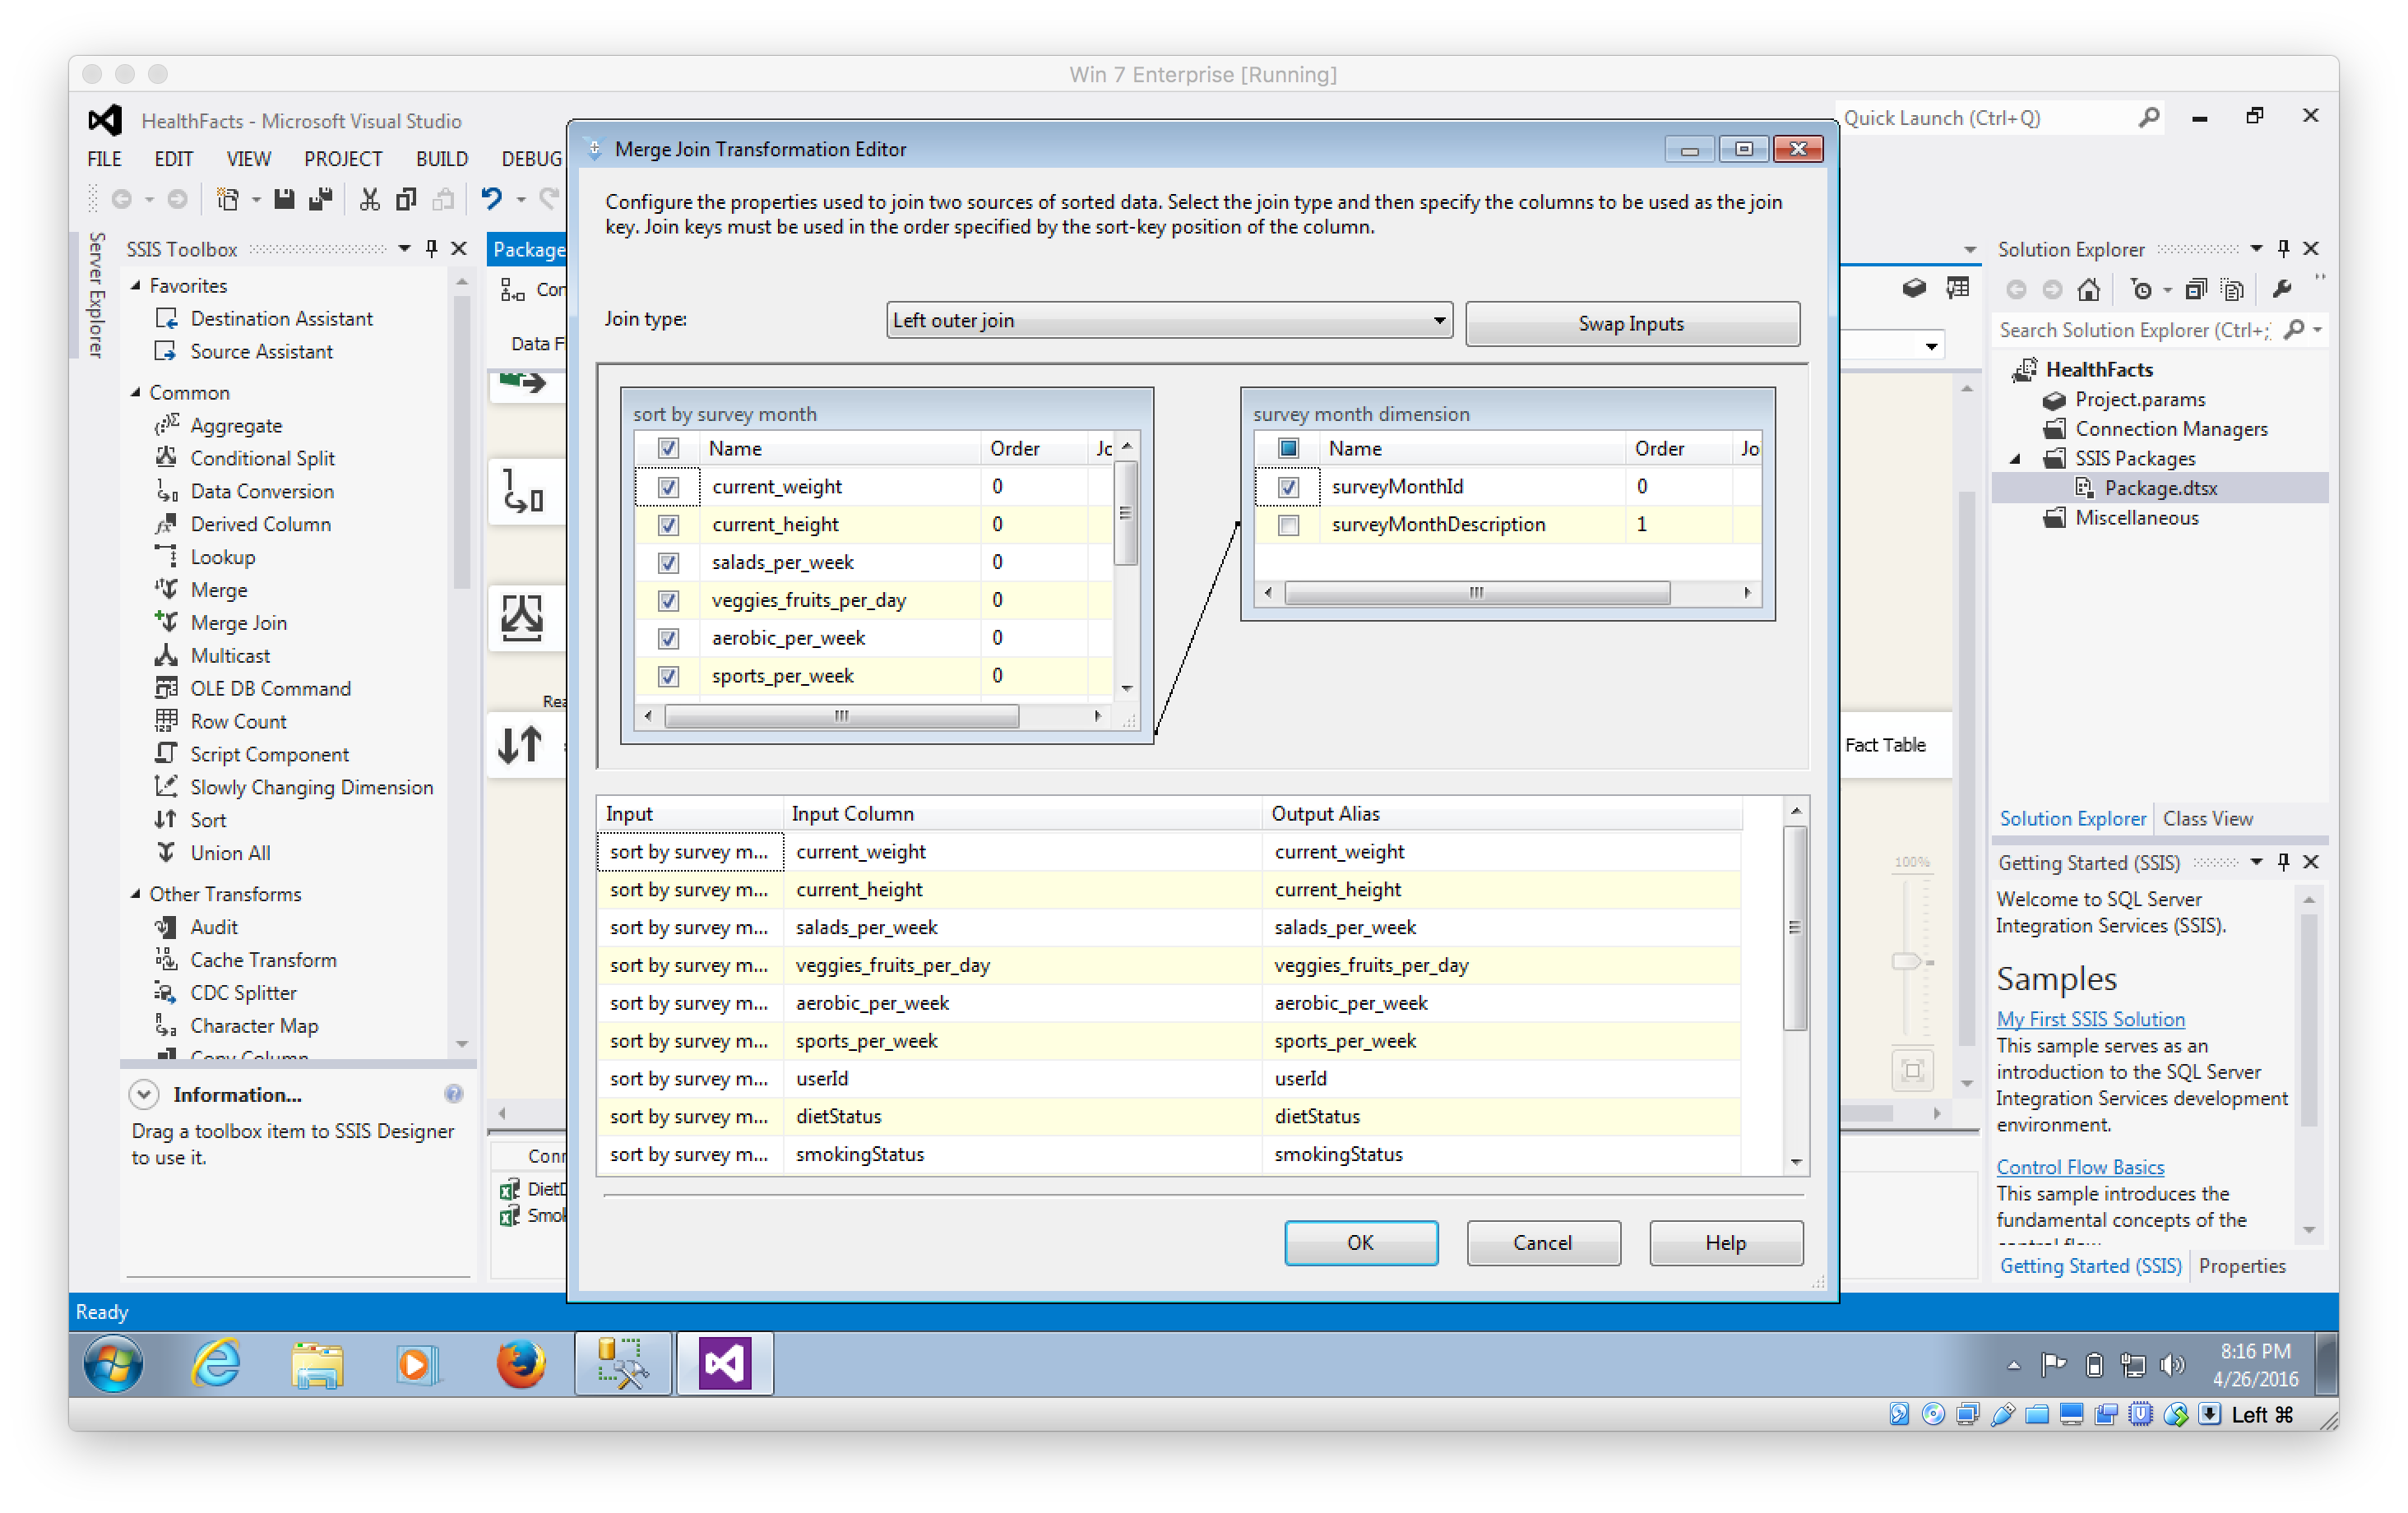 Win 7 Enterprise [Running]
HealthFacts - Microsoft Visual Studio
Quick Launch (Ctrl+Q)
FILE EDIT VIEW PROJECT BUILD DEBUG
Server Explorer
SSIS Toolbox
Favorites
Destination Assistant
Source Assistant
Common
Aggregate
Conditional Split
Data Conversion
Derived Column
Lookup
Merge
Merge Join
Multicast
OLE DB Command
Row Count
Script Component
Slowly Changing Dimension
Sort
Union All
Other Transforms
Audit
Cache Transform
CDC Splitter
Character Map
Copy Column
Information...
Drag a toolbox item to SSIS Designer
to use it.
Package
Con
Data F
Rea
Conn
DietD
Smo
Merge Join Transformation Editor
Configure the properties used to join two sources of sorted data. Select the join type and then specify the columns to be used as the join
key. Join keys must be used in the order specified by the sort-key position of the column.
Join type:
Left outer join
Swap Inputs
sort by survey month
Name Order Jc
current_weight 0
current_height 0
salads_per_week 0
veggies_fruits_per_day 0
aerobic_per_week 0
sports_per_week 0
survey month dimension
Name Order Jo
surveyMonthId 0
surveyMonthDescription 1
Input Input Column Output Alias
sort by survey m... current_weight current_weight
sort by survey m... current_height current_height
sort by survey m... salads_per_week salads_per_week
sort by survey m... veggies_fruits_per_day veggies_fruits_per_day
sort by survey m... aerobic_per_week aerobic_per_week
sort by survey m... sports_per_week sports_per_week
sort by survey m... userId userId
sort by survey m... dietStatus dietStatus
sort by survey m... smokingStatus smokingStatus
OK
Cancel
Help
Fact Table
100%
Solution Explorer
Search Solution Explorer (Ctrl+;
HealthFacts
Project.params
Connection Managers
SSIS Packages
Package.dtsx
Miscellaneous
Solution Explorer Class View
Getting Started (SSIS)
Welcome to SQL Server
Integration Services (SSIS).
Samples
My First SSIS Solution
This sample serves as an
introduction to the SQL Server
Integration Services development
environment.
Control Flow Basics
This sample introduces the
fundamental concepts of the
control flow
Getting Started (SSIS) Properties
Ready
8:16 PM
4/26/2016
Left ⌘